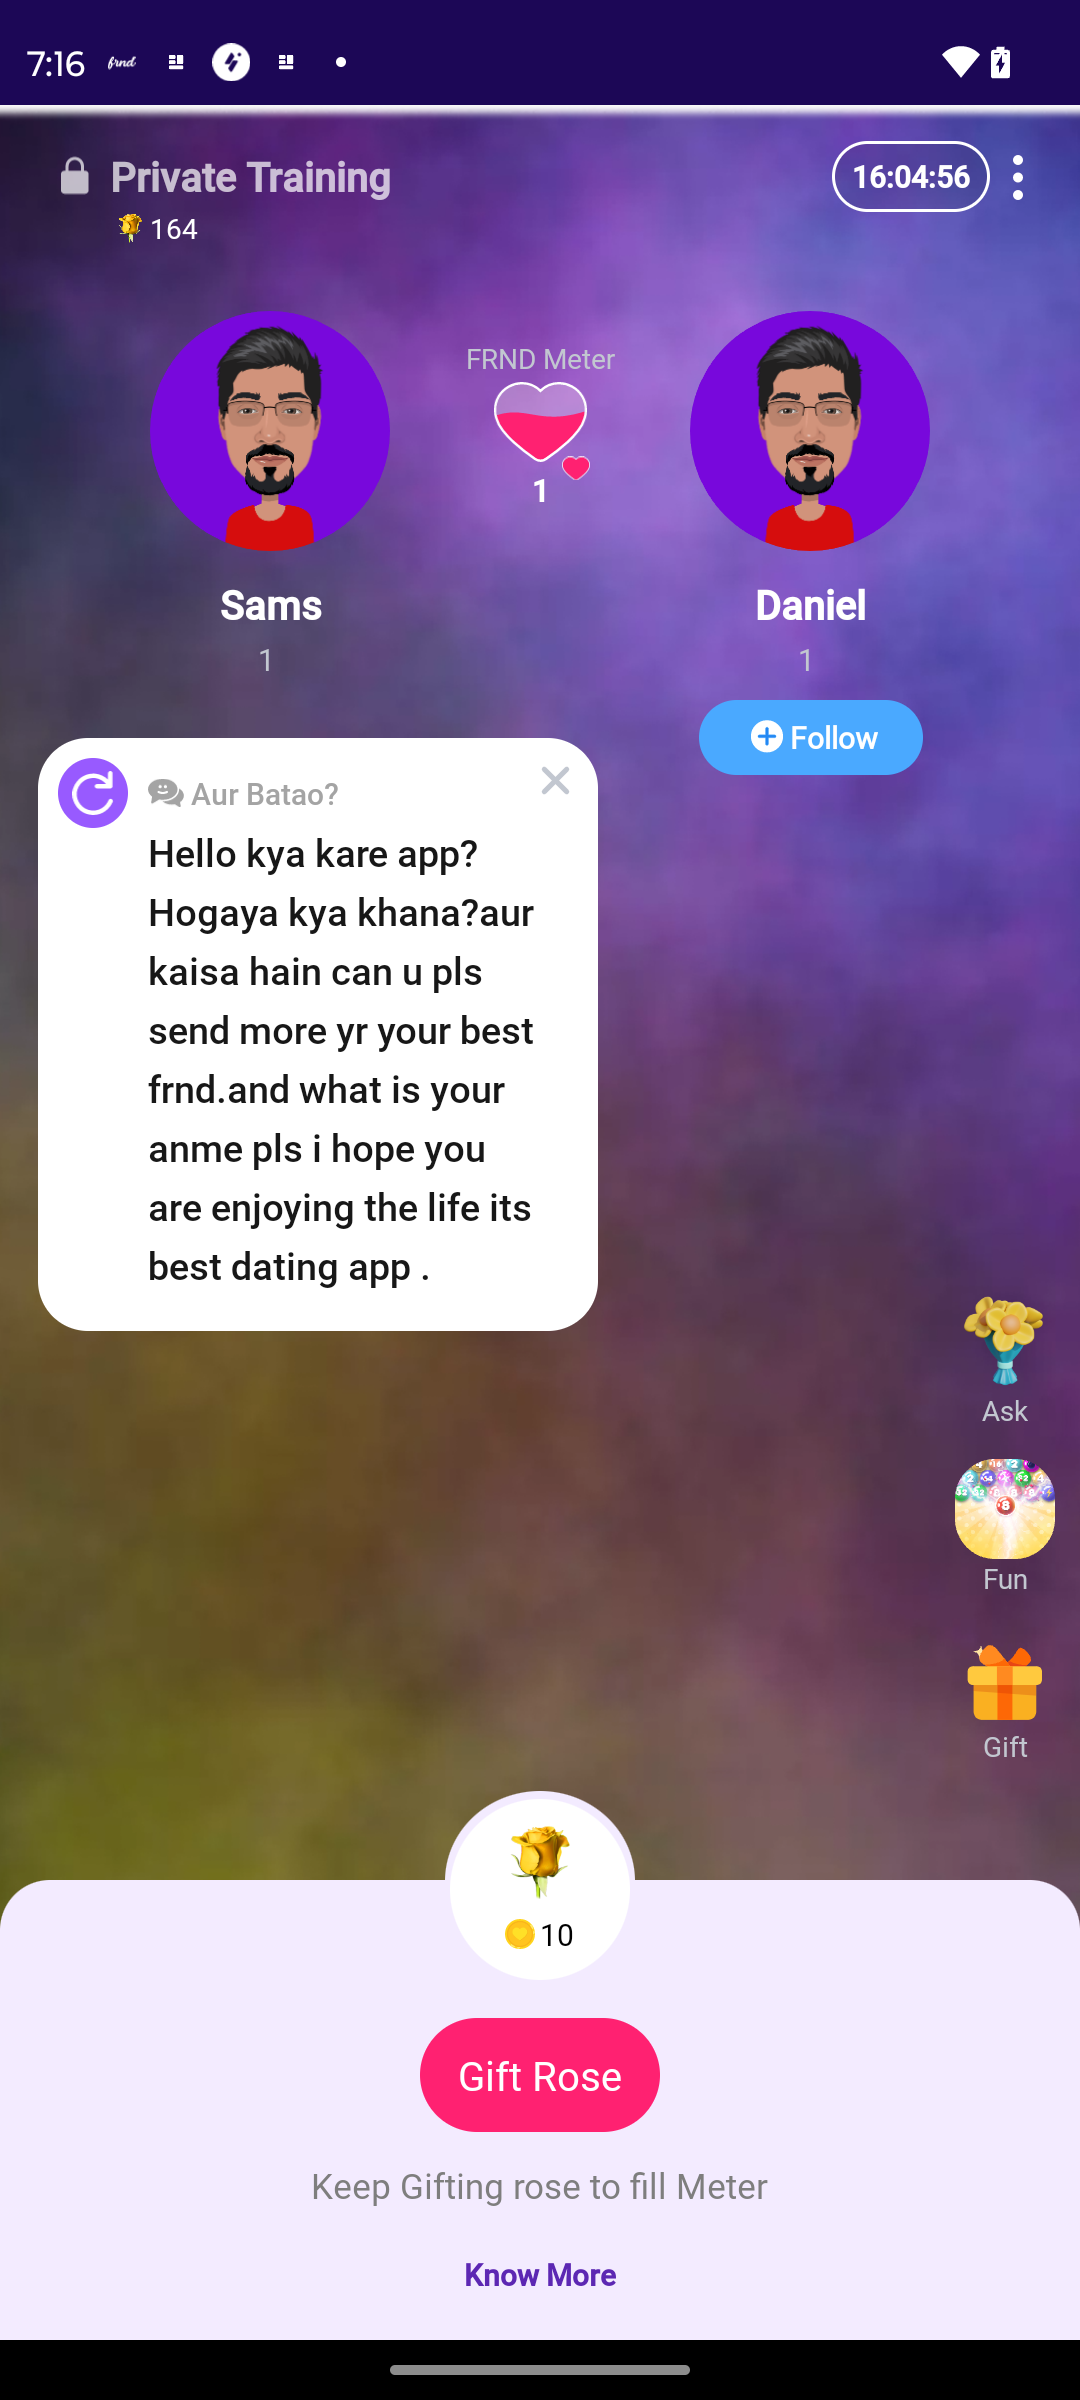 7:16
frnd
Private Training
164
16:04:56
FRND Meter
1
Sams
1
Daniel
1
Follow
Aur Batao?
Hello kya kare app?
Hogaya kya khana?aur
kaisa hain can u pls
send more yr your best
frnd.and what is your
anme pls i hope you
are enjoying the life its
best dating app .
Ask
Fun
Gift
10
Gift Rose
Keep Gifting rose to fill Meter
Know More